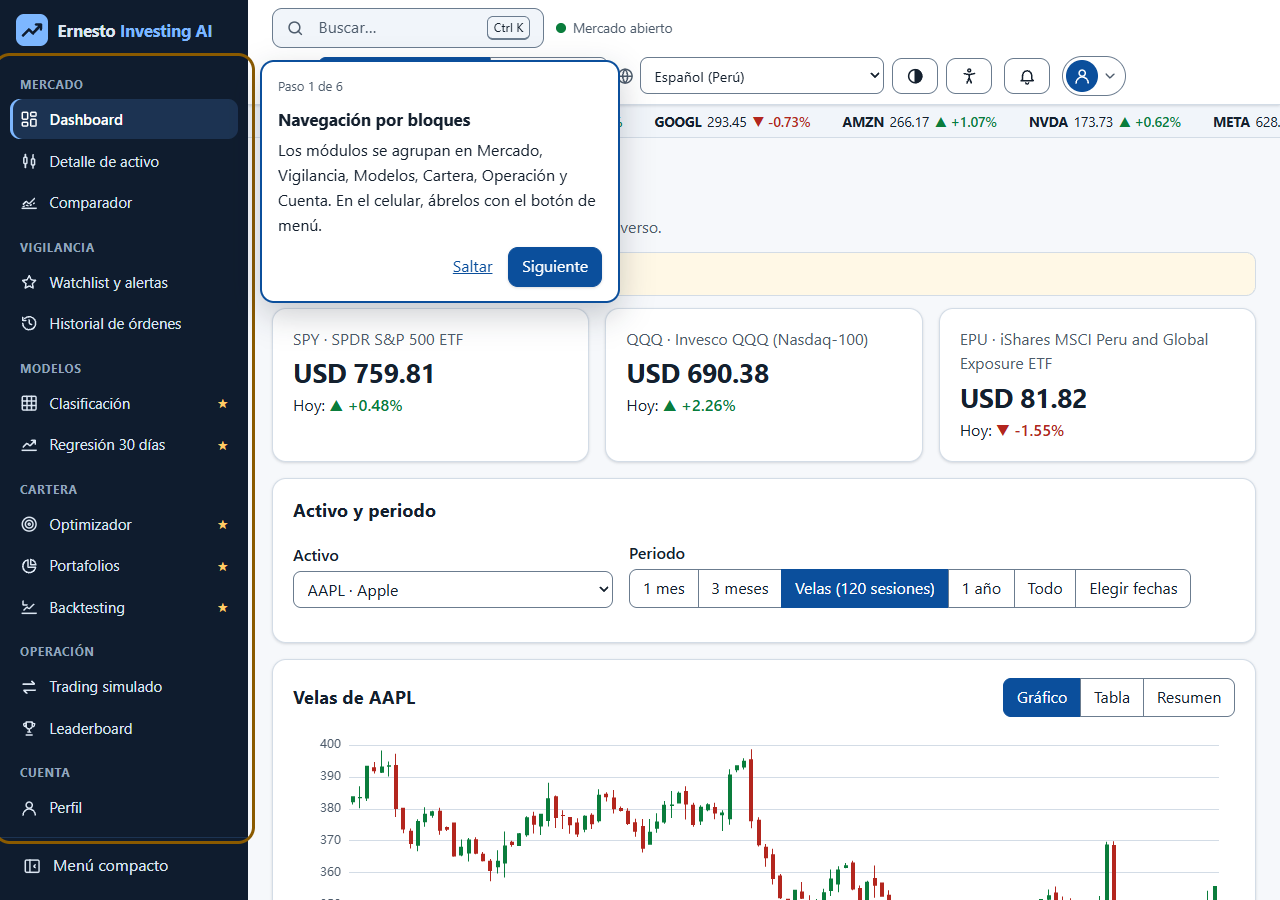 Ernesto Investing AI
Buscar...
Ctrl K
Mercado abierto
Español (Perú)
MERCADO
Dashboard
Detalle de activo
Comparador
VIGILANCIA
Watchlist y alertas
Historial de órdenes
MODELOS
Clasificación
Regresión 30 días
CARTERA
Optimizador
Portafolios
Backtesting
OPERACIÓN
Trading simulado
Leaderboard
CUENTA
Perfil
Menú compacto
GOOGL 293.45 ▼ -0.73%
AMZN 266.17 ▲ +1.07%
NVDA 173.73 ▲ +0.62%
META 628.
Paso 1 de 6
Navegación por bloques
Los módulos se agrupan en Mercado,
Vigilancia, Modelos, Cartera, Operación y
Cuenta. En el celular, ábrelos con el botón de
menú.
Saltar
Siguiente
verso.
SPY · SPDR S&P 500 ETF
USD 759.81
Hoy: ▲ +0.48%
QQQ · Invesco QQQ (Nasdaq-100)
USD 690.38
Hoy: ▲ +2.26%
EPU · iShares MSCI Peru and Global
Exposure ETF
USD 81.82
Hoy: ▼ -1.55%
Activo y periodo
Activo
AAPL · Apple
Periodo
1 mes
3 meses
Velas (120 sesiones)
1 año
Todo
Elegir fechas
Velas de AAPL
Gráfico
Tabla
Resumen
400
390
380
370
360